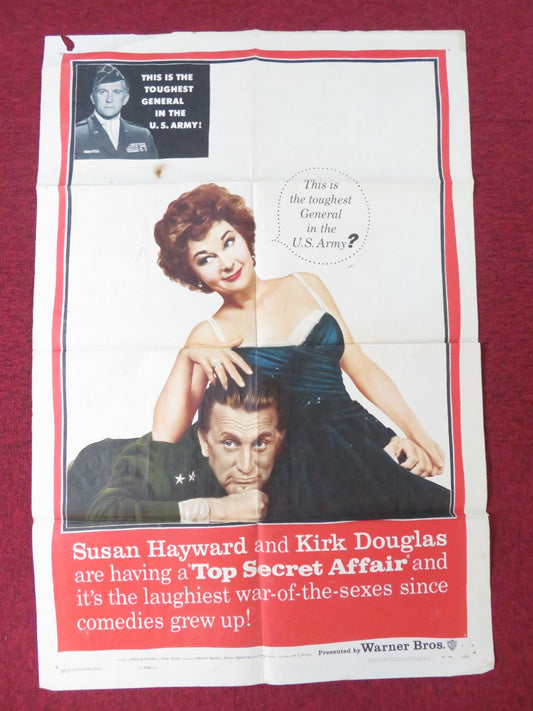 THIS IS THE
TOUGHEST
GENERAL
IN THE
U.S. ARMY!
This is
the toughest
General
in the
U.S. Army?
Susan Hayward and Kirk Douglas
are having a 'Top Secret Affair' and
it's the laughiest war-of-the-sexes since
comedies grew up!
Presented by Warner Bros.